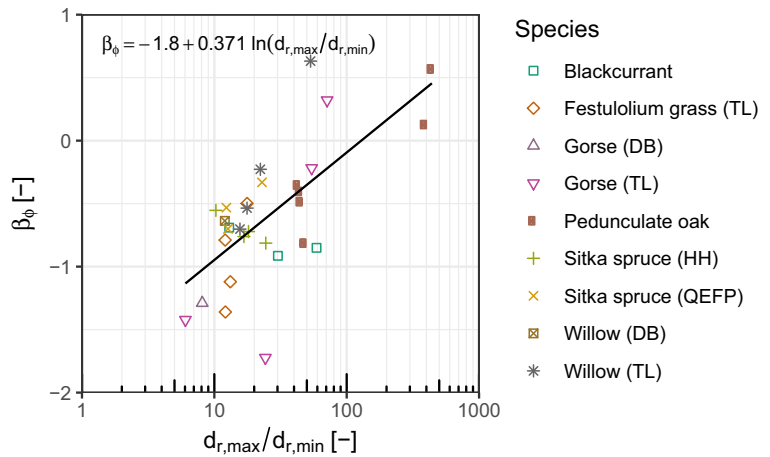 β_ϕ = −1.8 + 0.371 ln(d_r,max/d_r,min)
1
0
−1
−2
β_ϕ [−]
1 10 100 1000
d_r,max/d_r,min [−]
Species
Blackcurrant
Festulolium grass (TL)
Gorse (DB)
Gorse (TL)
Pedunculate oak
Sitka spruce (HH)
Sitka spruce (QEFP)
Willow (DB)
Willow (TL)